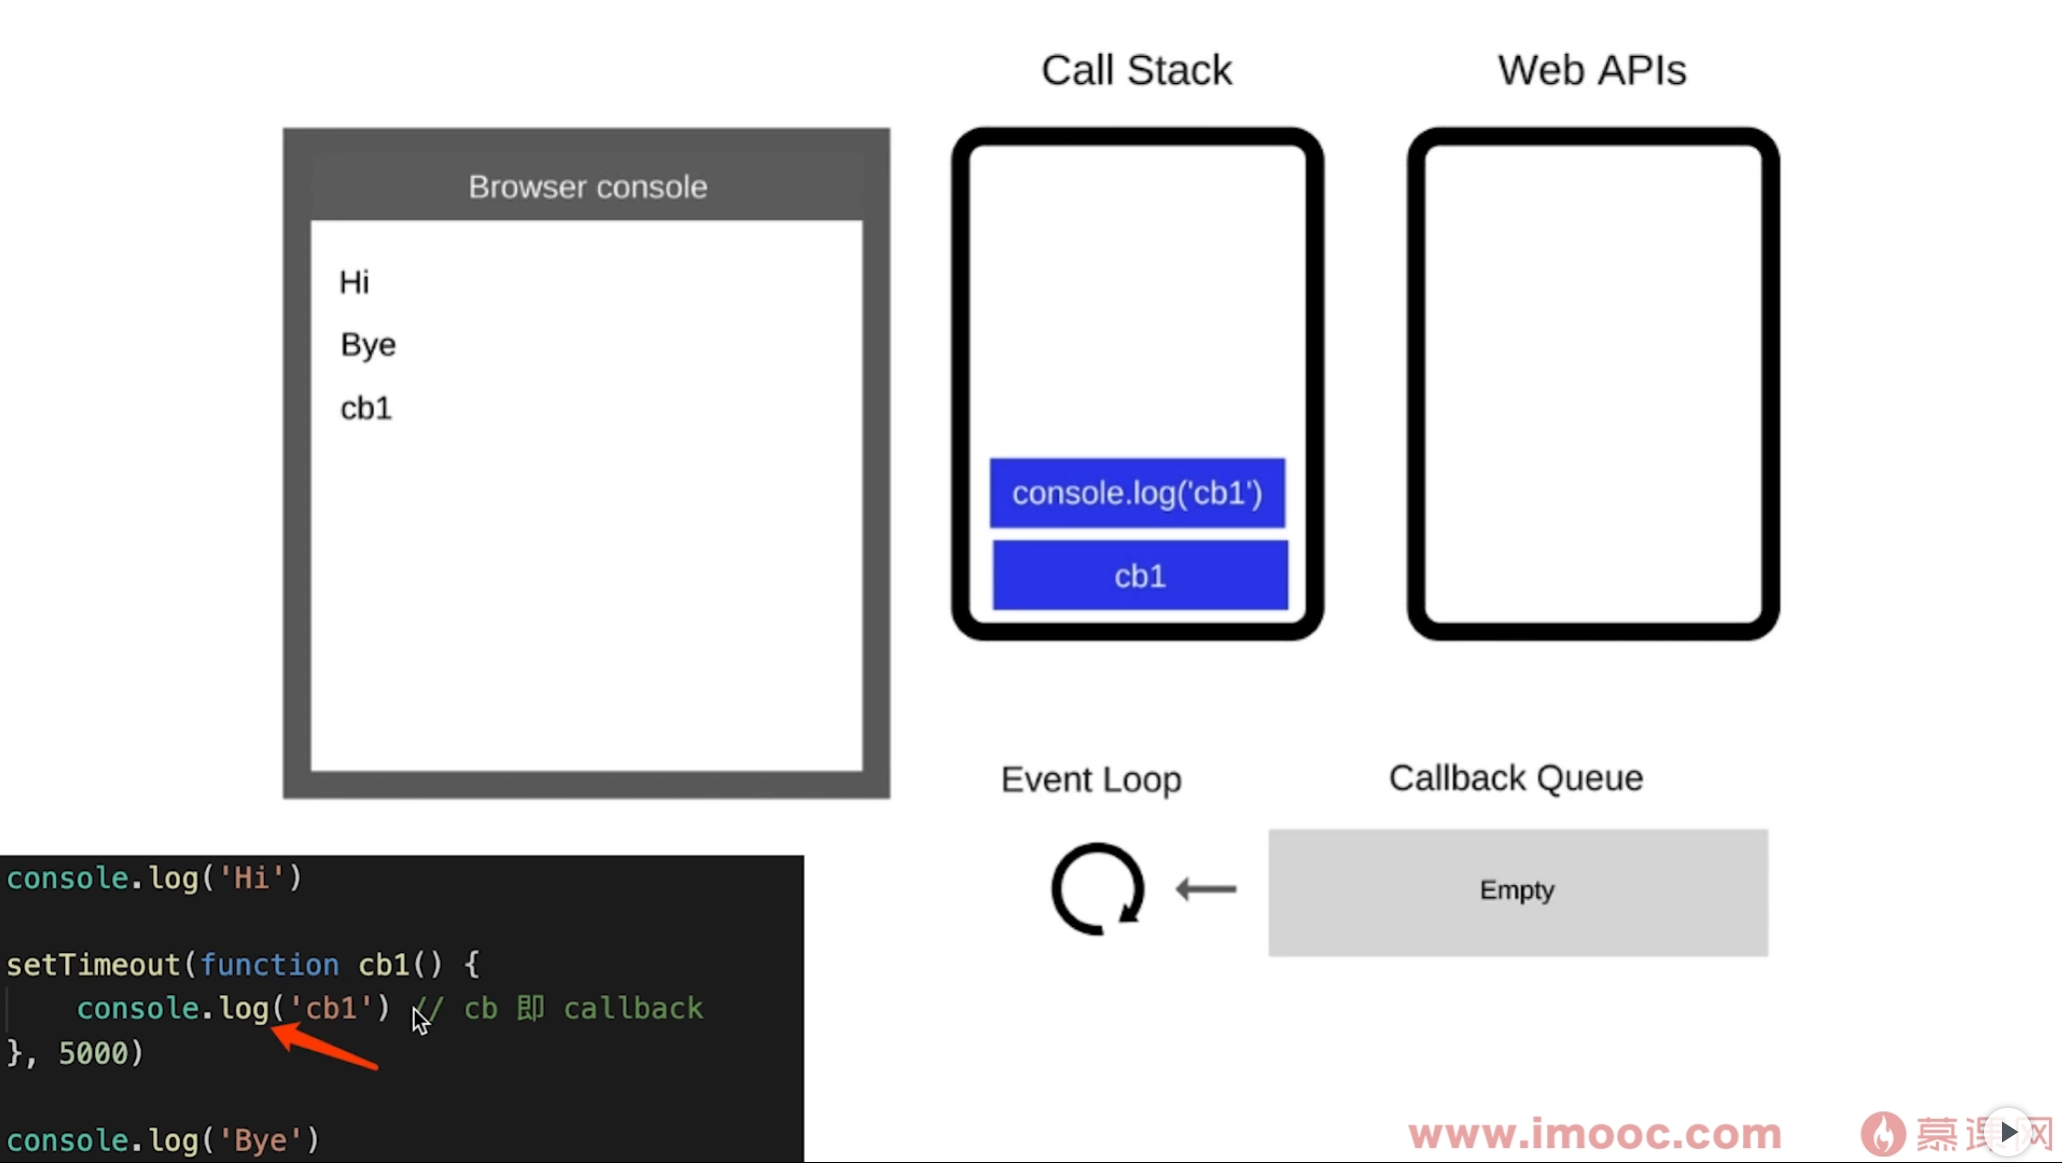 Call Stack
Web APIs
Browser console
Hi
Bye
cb1
console.log('cb1')
cb1
Event Loop
Callback Queue
Empty
console.log('Hi')
setTimeout(function cb1() {
console.log('cb1') // cb 即 callback
}, 5000)
console.log('Bye')
www.imooc.com
慕课网